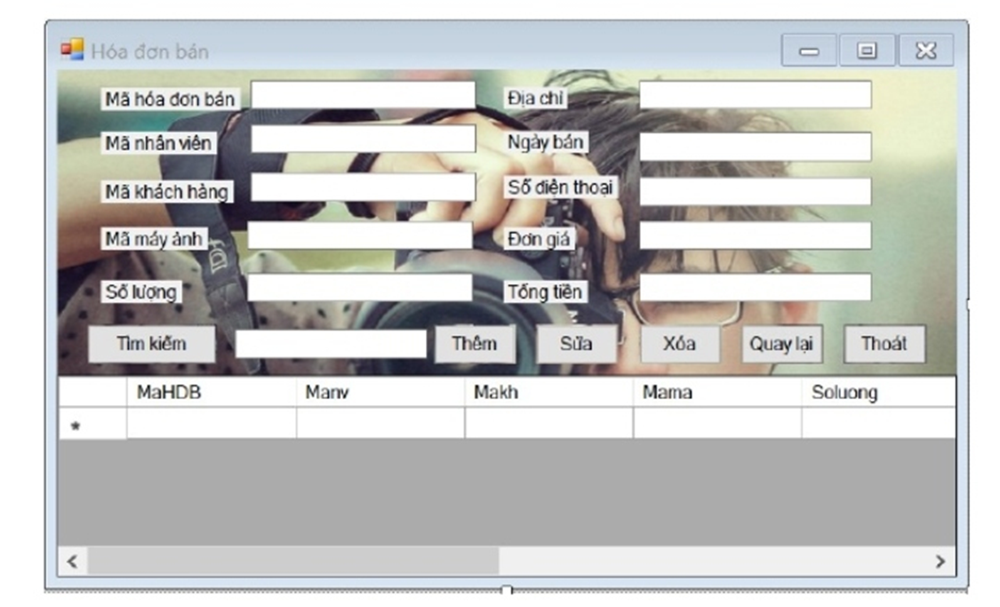 Hóa đơn bán
Mã hóa đơn bán
Địa chỉ
Mã nhân viên
Ngày bán
Mã khách hàng
Số điện thoại
Mã máy ảnh
Đơn giá
Số lượng
Tổng tiền
Tìm kiếm Thêm Sửa Xóa Quay lại Thoát
MaHDB Manv Makh Mama Soluong
*